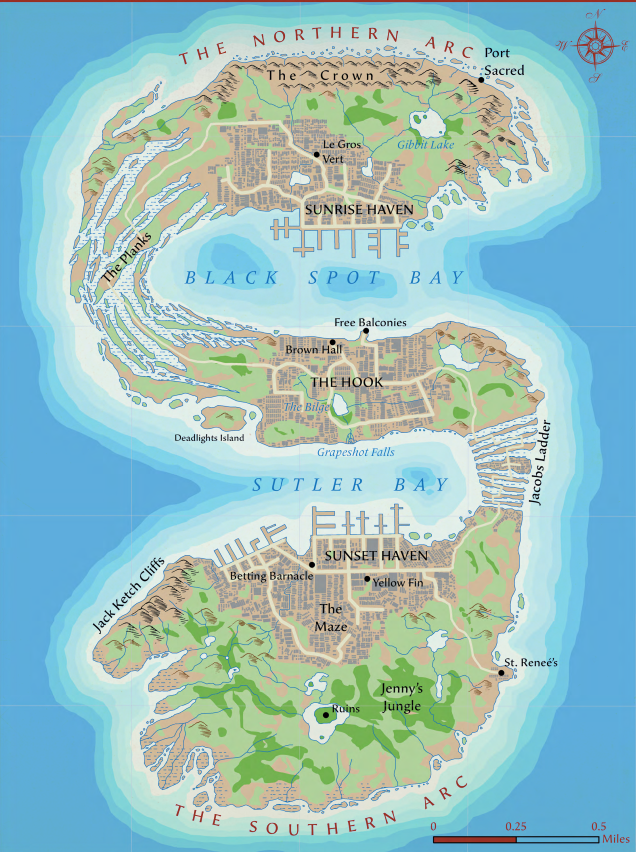 THE NORTHERN ARC
N
W
E
S
The Crown
Port
Sacred
Gibbit Lake
Le Gros
Vert
SUNRISE HAVEN
The Planks
BLACK SPOT BAY
Free Balconies
Brown Hall
THE HOOK
The Bilge
Deadlights Island
Grapeshot Falls
Jacobs Ladder
SUTLER BAY
SUNSET HAVEN
Betting Barnacle
Yellow Fin
Jack Ketch Cliffs
The
Maze
St. Reneé's
Jenny's
Jungle
Ruins
THE SOUTHERN ARC
0
0.25
0.5
Miles